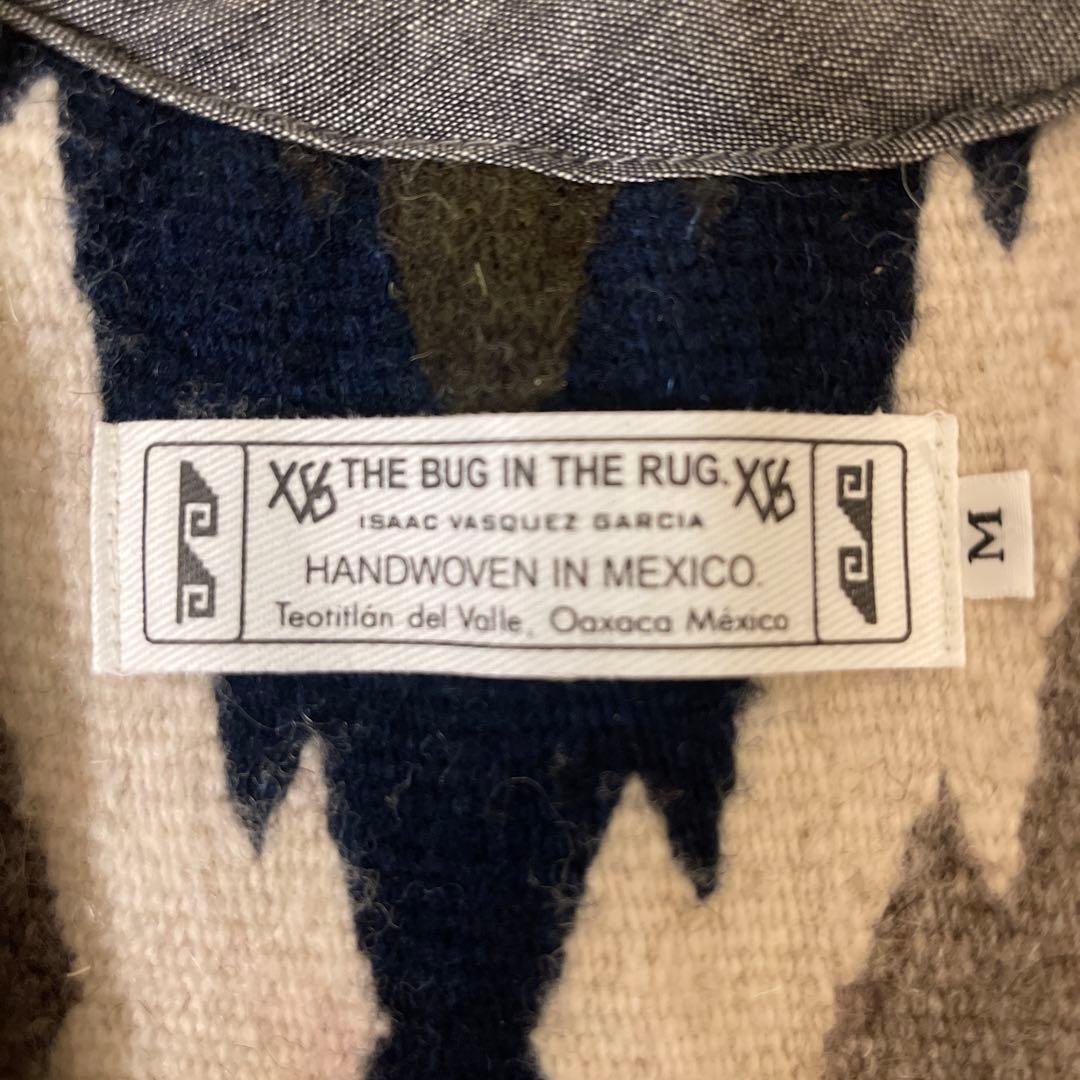 THE BUG IN THE RUG.
ISAAC VASQUEZ GARCIA
HANDWOVEN IN MEXICO.
Teotitlán del Valle, Oaxaca México
M